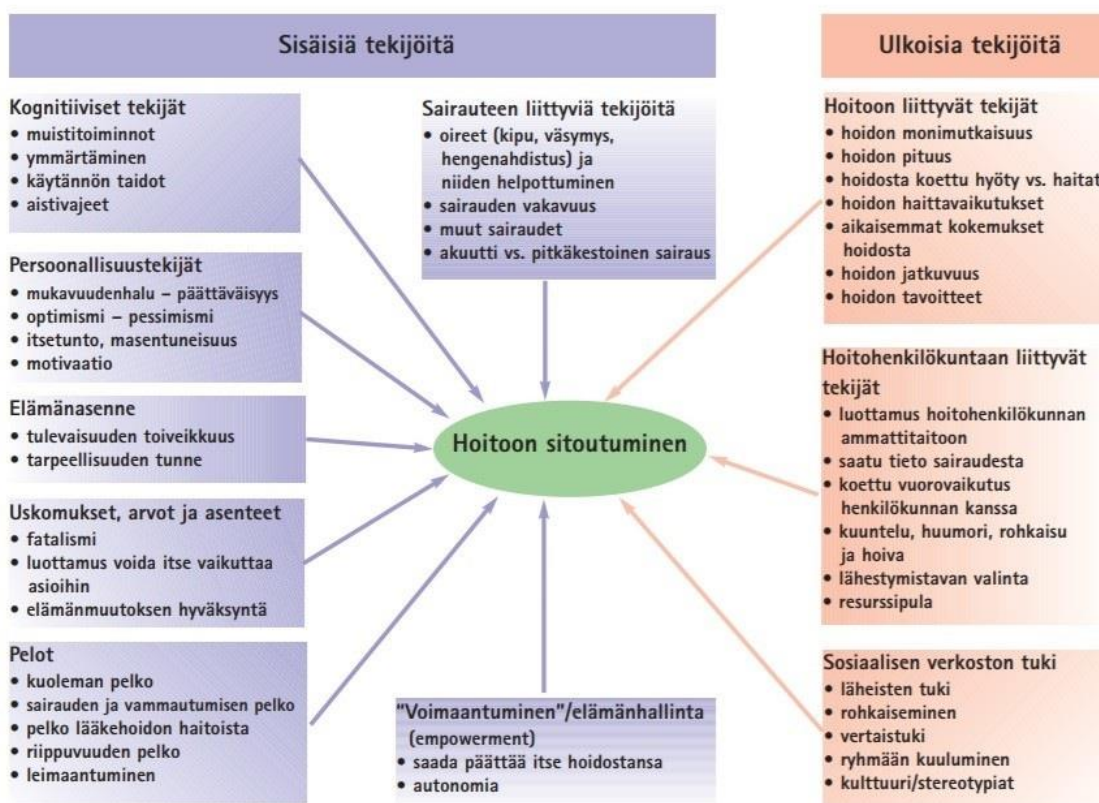 Sisäisiä tekijöitä
Ulkoisia tekijöitä
Kognitiiviset tekijät
• muistitoiminnot
• ymmärtäminen
• käytännön taidot
• aistivajeet
Persoonallisuustekijät
• mukavuudenhalu – päättäväisyys
• optimismi – pessimismi
• itsetunto, masentuneisuus
• motivaatio
Elämänasenne
• tulevaisuuden toiveikkuus
• tarpeellisuuden tunne
Uskomukset, arvot ja asenteet
• fatalismi
• luottamus voida itse vaikuttaa
asioihin
• elämänmuutoksen hyväksyntä
Pelot
• kuoleman pelko
• sairauden ja vammautumisen pelko
• pelko lääkehoidon haitoista
• riippuvuuden pelko
• leimaantuminen
Sairauteen liittyviä tekijöitä
• oireet (kipu, väsymys,
hengenahdistus) ja
niiden helpottuminen
• sairauden vakavuus
• muut sairaudet
• akuutti vs. pitkäkestoinen sairaus
Hoitoon sitoutuminen
"Voimaantuminen"/elämänhallinta
(empowerment)
• saada päättää itse hoidostansa
• autonomia
Hoitoon liittyvät tekijät
• hoidon monimutkaisuus
• hoidon pituus
• hoidosta koettu hyöty vs. haitat
• hoidon haittavaikutukset
• aikaisemmat kokemukset
hoidosta
• hoidon jatkuvuus
• hoidon tavoitteet
Hoitohenkilökuntaan liittyvät
tekijät
• luottamus hoitohenkilökunnan
ammattitaitoon
• saatu tieto sairaudesta
• koettu vuorovaikutus
henkilökunnan kanssa
• kuuntelu, huumori, rohkaisu
ja hoiva
• lähestymistavan valinta
• resurssipula
Sosiaalisen verkoston tuki
• läheisten tuki
• rohkaiseminen
• vertaistuki
• ryhmään kuuluminen
• kulttuuri/stereotypiat